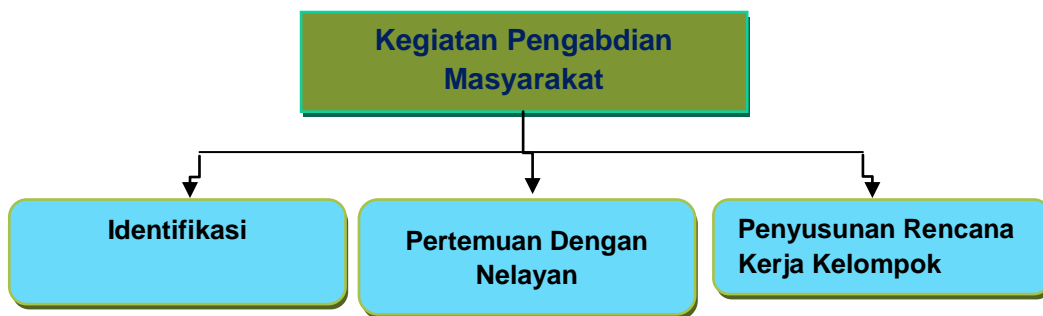 Kegiatan Pengabdian
Masyarakat
Identifikasi
Pertemuan Dengan
Nelayan
Penyusunan Rencana
Kerja Kelompok